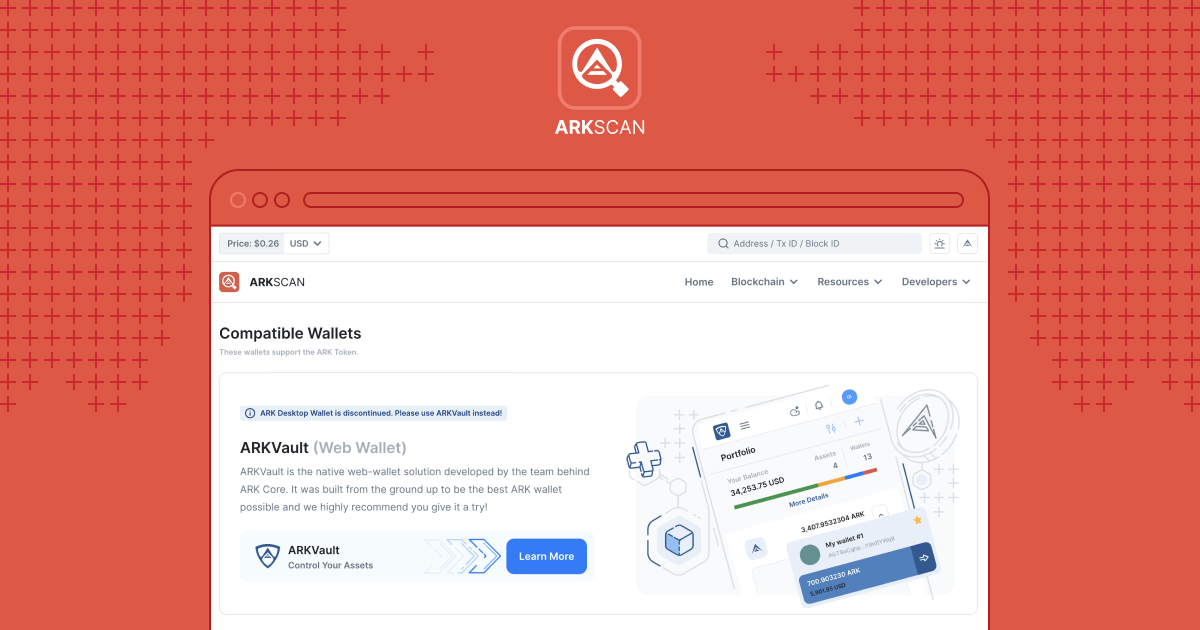 ARKSCAN
Price: $0.26 USD
Address / Tx ID / Block ID
ARKSCAN
Home Blockchain Resources Developers
Compatible Wallets
These wallets support the ARK Token.
ARK Desktop Wallet is discontinued. Please use ARKVault instead!
ARKVault (Web Wallet)
ARKVault is the native web-wallet solution developed by the team behind
ARK Core. It was built from the ground up to be the best ARK wallet
possible and we highly recommend you give it a try!
ARKVault
Control Your Assets
Learn More
Portfolio
Your Balance
34,253.75 USD
Assets
4
Wallets
13
More Details
3,407.9532304 ARK
My wallet #1
700.903230 ARK
5,901.95 USD